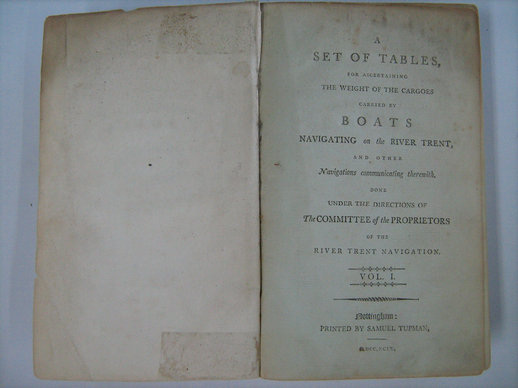 A
SET OF TABLES,
FOR ASCERTAINING
THE WEIGHT OF THE CARGOES
CARRIED BY
BOATS
NAVIGATING on the RIVER TRENT,
AND OTHER
Navigations communicating therewith,
DONE
UNDER THE DIRECTIONS OF
The COMMITTEE of the PROPRIETORS
OF THE
RIVER TRENT NAVIGATION.
VOL. I.
Nottingham:
PRINTED BY SAMUEL TUPMAN,